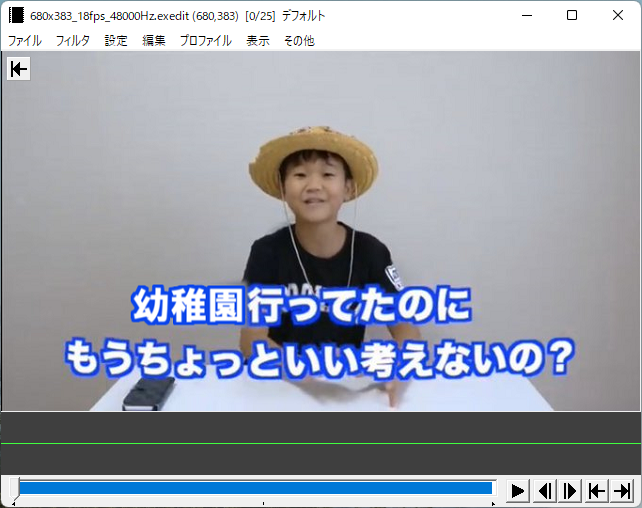 680x383_18fps_48000Hz.exedit (680,383) [0/25] デフォルト
ファイル フィルタ 設定 編集 プロファイル 表示 その他
幼稚園行ってたのに
もうちょっといい考えないの？